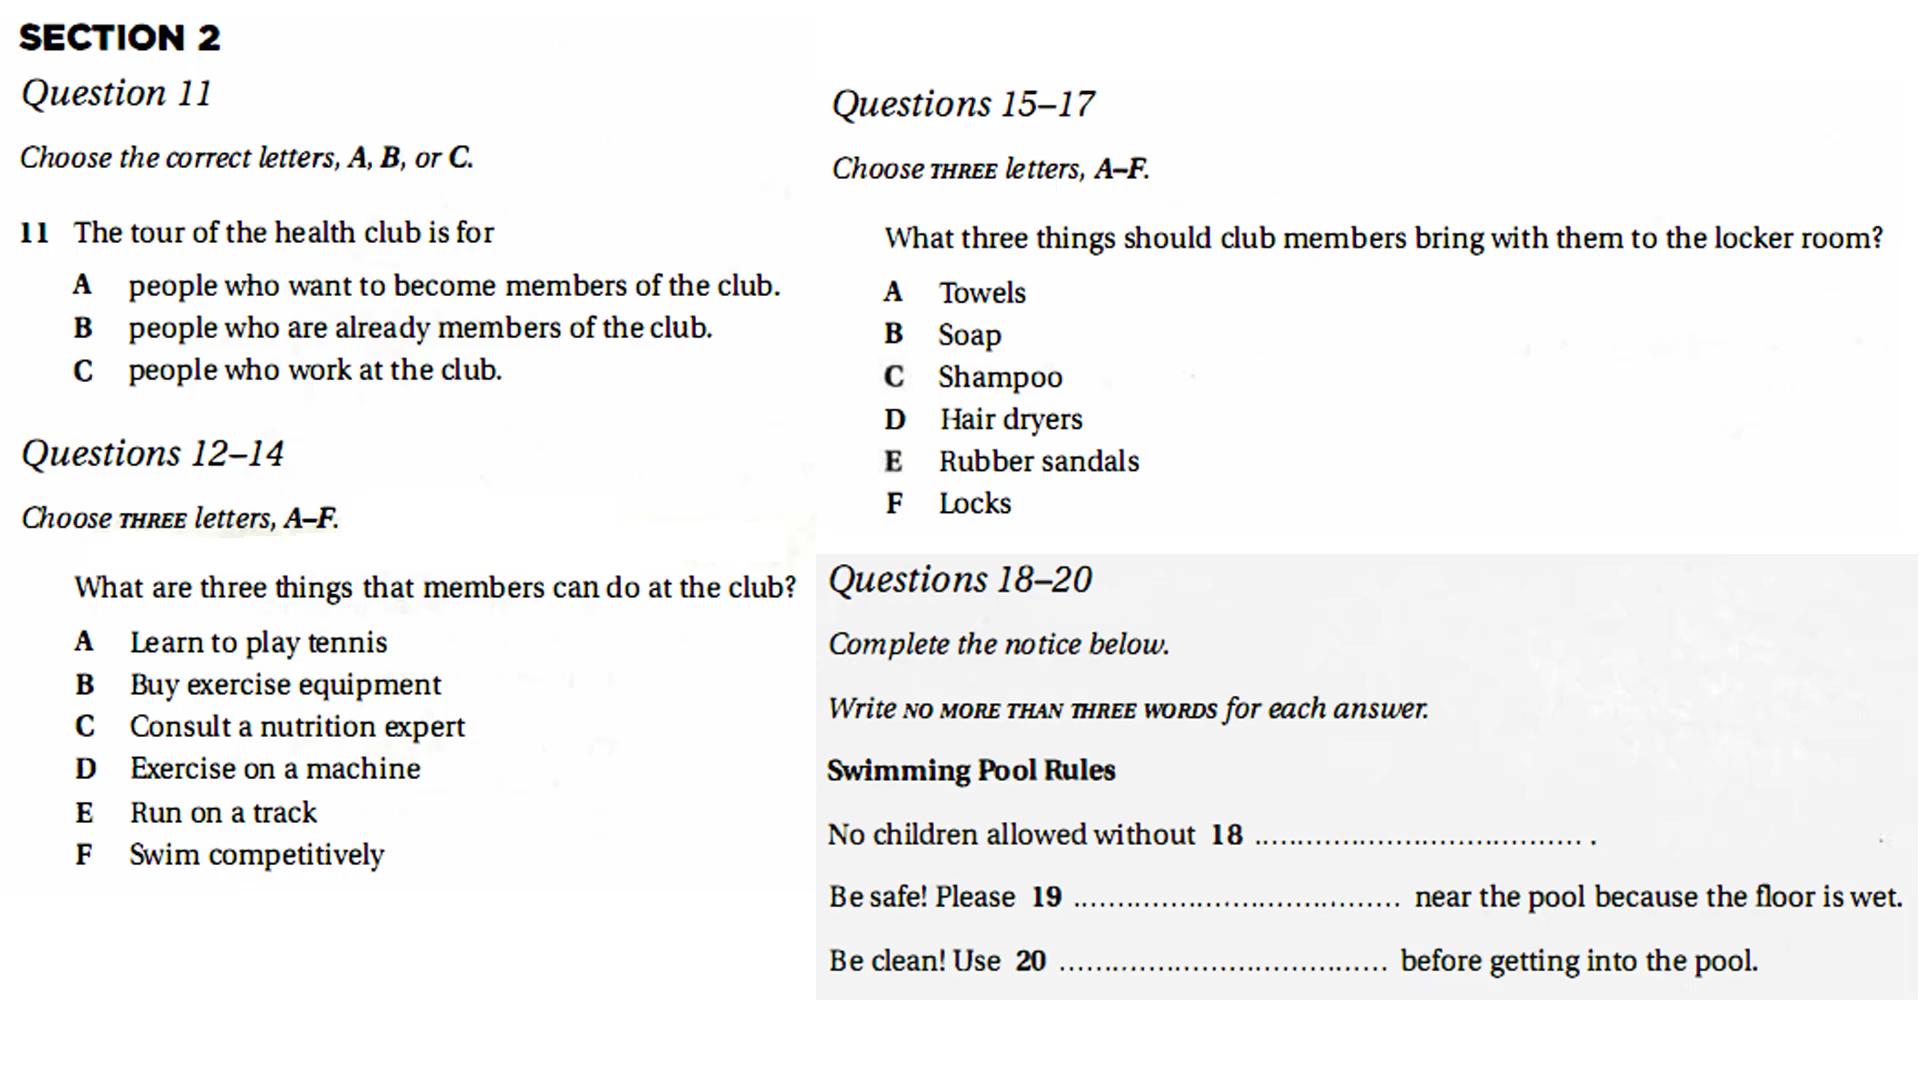 SECTION 2
Question 11
Choose the correct letters, A, B, or C.
11 The tour of the health club is for
A people who want to become members of the club.
B people who are already members of the club.
C people who work at the club.
Questions 12–14
Choose THREE letters, A–F.
What are three things that members can do at the club?
A Learn to play tennis
B Buy exercise equipment
C Consult a nutrition expert
D Exercise on a machine
E Run on a track
F Swim competitively
Questions 15–17
Choose THREE letters, A–F.
What three things should club members bring with them to the locker room?
A Towels
B Soap
C Shampoo
D Hair dryers
E Rubber sandals
F Locks
Questions 18–20
Complete the notice below.
Write NO MORE THAN THREE WORDS for each answer.
Swimming Pool Rules
No children allowed without 18 .................................... .
Be safe! Please 19 .................................... near the pool because the floor is wet.
Be clean! Use 20 .................................... before getting into the pool.